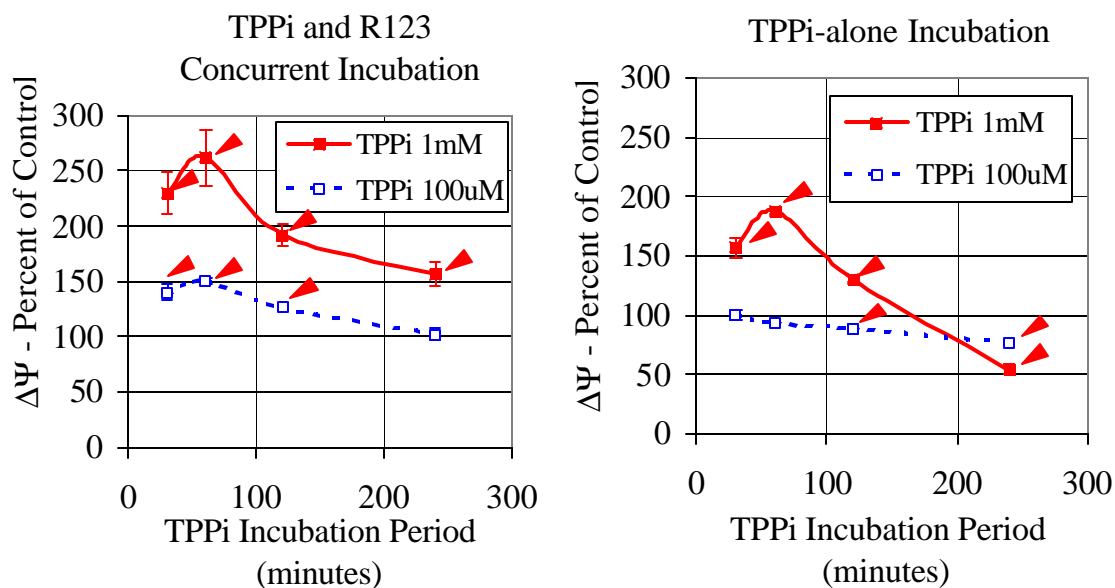 TPPi and R123
Concurrent Incubation
ΔΨ - Percent of Control
300
250
200
150
100
50
0
TPPi 1mM
TPPi 100uM
0 100 200 300
TPPi Incubation Period
(minutes)
TPPi-alone Incubation
ΔΨ - Percent of Control
300
250
200
150
100
50
0
TPPi 1mM
TPPi 100uM
0 100 200 300
TPPi Incubation Period
(minutes)